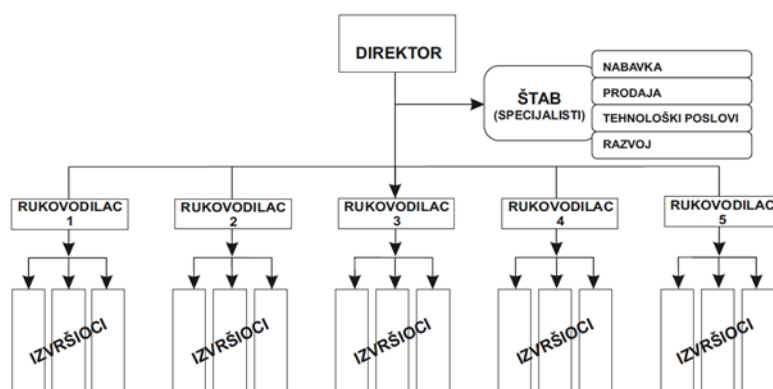 DIREKTOR
ŠTAB
(SPECIJALISTI)
NABAVKA
PRODAJA
TEHNOLOŠKI POSLOVI
RAZVOJ
RUKOVODILAC
1
RUKOVODILAC
2
RUKOVODILAC
3
RUKOVODILAC
4
RUKOVODILAC
5
IZVRŠIOCI
IZVRŠIOCI
IZVRŠIOCI
IZVRŠIOCI
IZVRŠIOCI